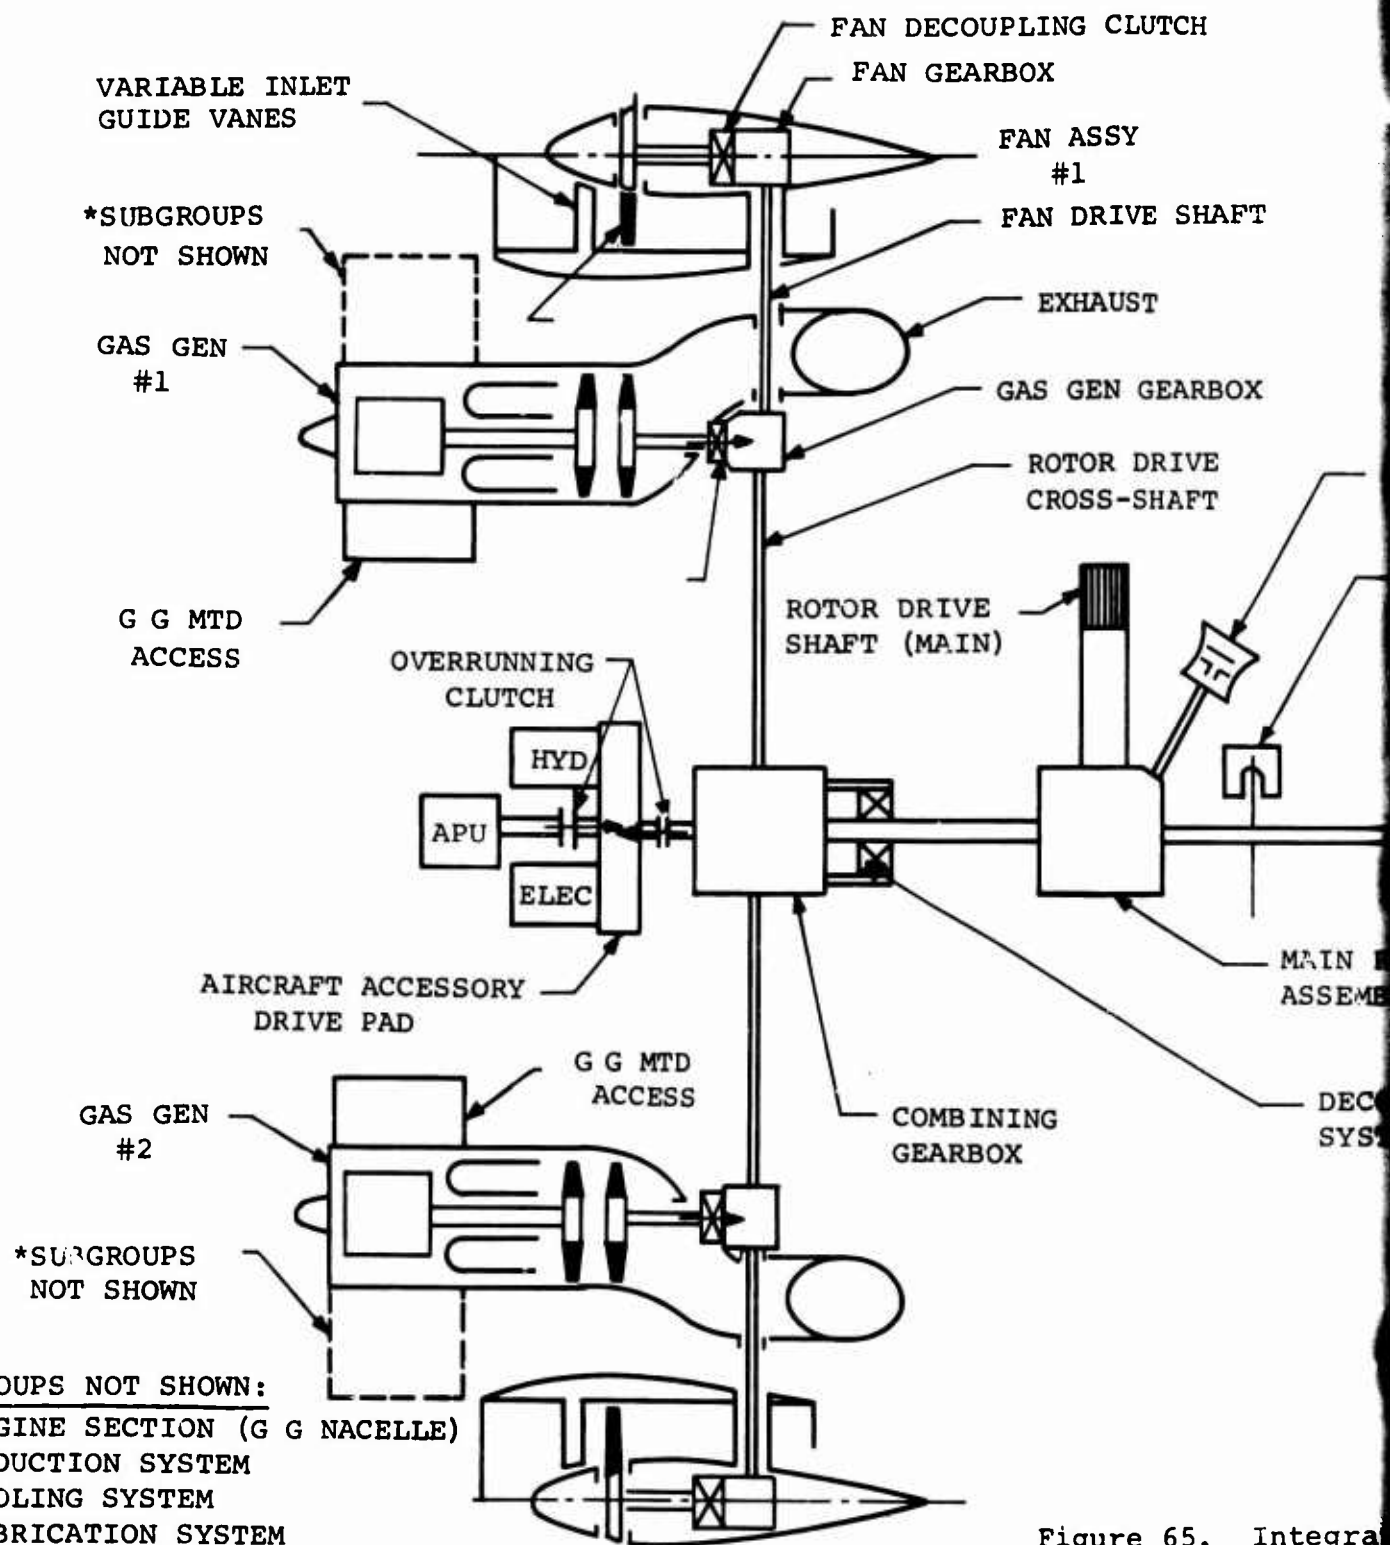 FAN DECOUPLING CLUTCH
FAN GEARBOX
VARIABLE INLET
GUIDE VANES
FAN ASSY
#1
*SUBGROUPS
NOT SHOWN
FAN DRIVE SHAFT
EXHAUST
GAS GEN
#1
GAS GEN GEARBOX
ROTOR DRIVE
CROSS-SHAFT
G G MTD
ACCESS
ROTOR DRIVE
SHAFT (MAIN)
OVERRUNNING
CLUTCH
HYD
APU
ELEC
AIRCRAFT ACCESSORY
DRIVE PAD
MAIN
ASSEMB
G G MTD
ACCESS
GAS GEN
#2
COMBINING
GEARBOX
DEC
SYS
*SUBGROUPS
NOT SHOWN
OUPS NOT SHOWN:
GINE SECTION (G G NACELLE)
DUCTION SYSTEM
OLING SYSTEM
BRICATION SYSTEM
Figure 65. Integra